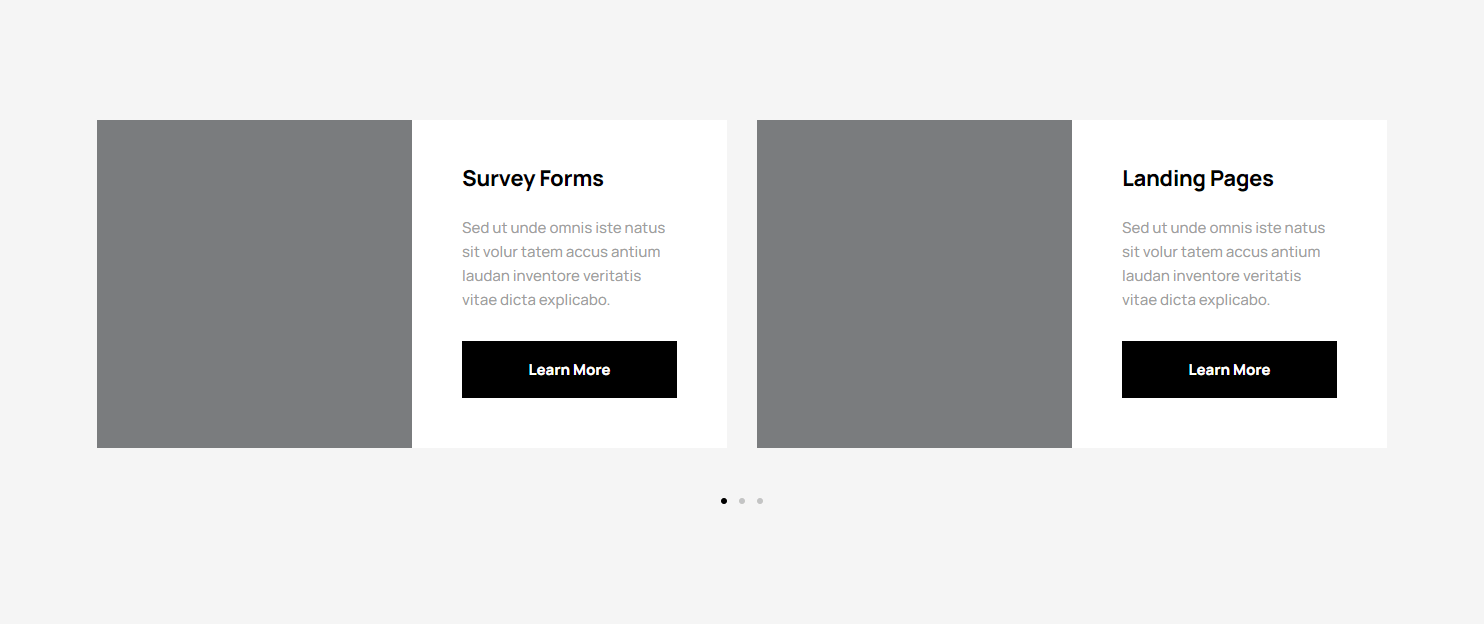 Survey Forms
Sed ut unde omnis iste natus
sit volur tatem accus antium
laudan inventore veritatis
vitae dicta explicabo.
Learn More
Landing Pages
Sed ut unde omnis iste natus
sit volur tatem accus antium
laudan inventore veritatis
vitae dicta explicabo.
Learn More